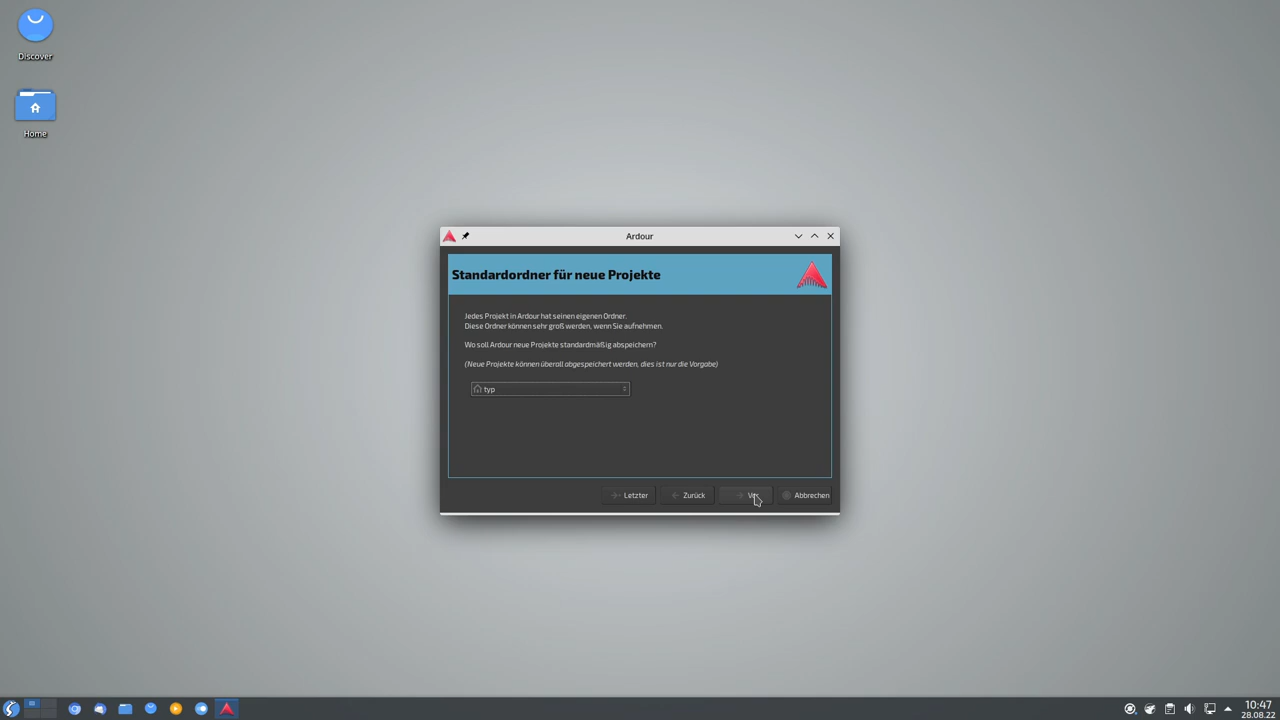 Discover
Home
Ardour
Standardordner für neue Projekte
Jedes Projekt in Ardour hat seinen eigenen Ordner.
Diese Ordner können sehr groß werden, wenn Sie aufnehmen.
Wo soll Ardour neue Projekte standardmäßig abspeichern?
(Neue Projekte können überall abgespeichert werden, dies ist nur die Vorgabe)
typ
Letzter
Zurück
Abbrechen
10:47
28.08.22